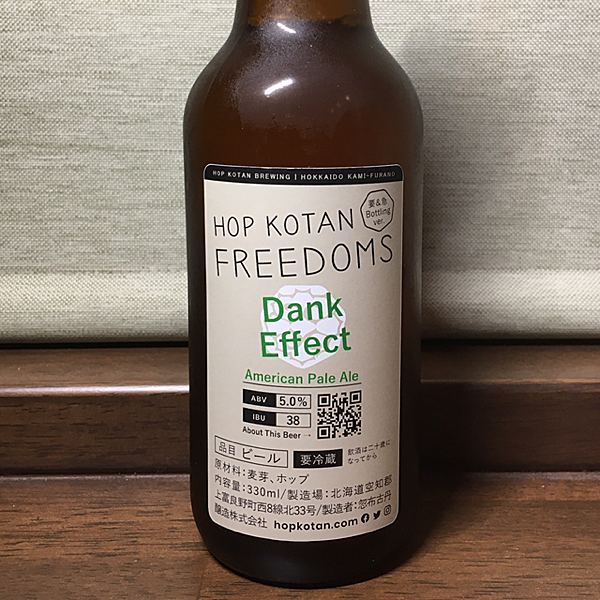 HOP KOTAN BREWING | HOKKAIDO KAMI-FURANO
HOP KOTAN
要&急
Bottling
ver.
FREEDOMS
Dank
Effect
American Pale Ale
ABV 5.0%
IBU 38
About This Beer→
品目 ビール 要冷蔵 飲酒は二十歳に
なってから
原材料:麦芽、ホップ
内容量:330ml/製造場:北海道空知郡
上富良野町西8線北33号/製造者:忽布古丹
醸造株式会社 hopkotan.com